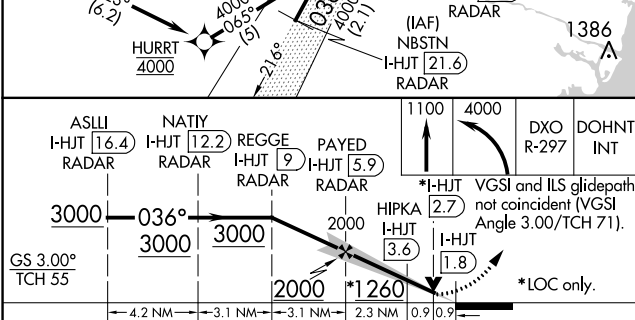 (6.2)
HURRT
4000
4000
065°
(5)
216°
4000
(2.1)
(IAF)
NBSTN
I-HJT 21.6
RADAR
RADAR
1386
ASLLI
I-HJT 16.4
RADAR
NATIY
I-HJT 12.2
RADAR
REGGE
I-HJT 9
RADAR
PAYED
I-HJT 5.9
RADAR
1100
4000
DXO
R-297
DOHNT
INT
*I-HJT
2.7
VGSI and ILS glidepath
not coincident (VGSI
Angle 3.00/TCH 71).
HIPKA
I-HJT
3.6
I-HJT
1.8
3000
036°
3000
3000
2000
GS 3.00°
TCH 55
2000
*1260
*LOC only.
4.2 NM
3.1 NM
3.1 NM
2.3 NM
0.9
0.9